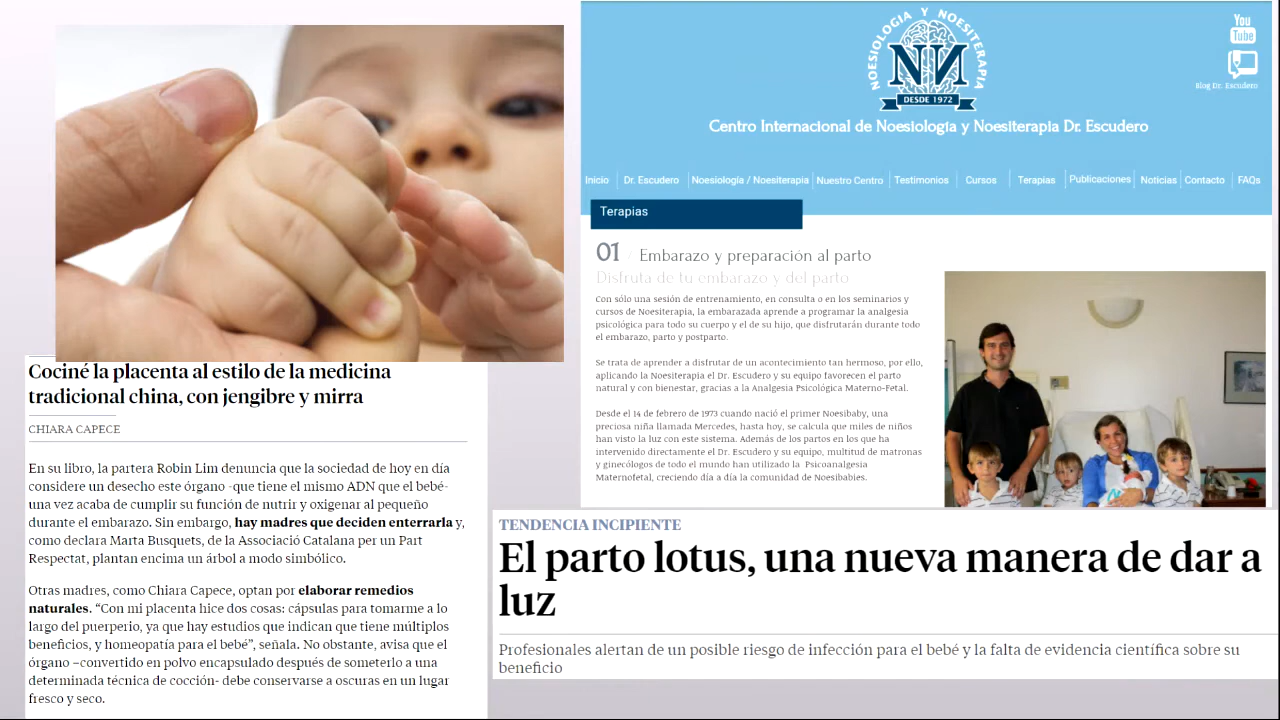 Cociné la placenta al estilo de la medicina
tradicional china, con jengibre y mirra
CHIARA CAPECE
En su libro, la partera Robin Lim denuncia que la sociedad de hoy en día
considere un desecho este órgano -que tiene el mismo ADN que el bebé-
una vez acaba de cumplir su función de nutrir y oxigenar al pequeño
durante el embarazo. Sin embargo, hay madres que deciden enterrarla y,
como declara Marta Busquets, de la Associació Catalana per un Part
Respectat, plantan encima un árbol a modo simbólico.
Otras madres, como Chiara Capece, optan por elaborar remedios
naturales. “Con mi placenta hice dos cosas: cápsulas para tomarme a lo
largo del puerperio, ya que hay estudios que indican que tiene múltiples
beneficios, y homeopatía para el bebé”, señala. No obstante, avisa que el
órgano –convertido en polvo encapsulado después de someterlo a una
determinada técnica de cocción- debe conservarse a oscuras en un lugar
fresco y seco.
NOESIOLOGIA Y NOESITERAPIA
NN
DESDE 1972
You
Tube
Blog Dr. Escudero
Centro Internacional de Noesiología y Noesiterapia Dr. Escudero
Inicio Dr. Escudero Noesiología / Noesiterapia Nuestro Centro Testimonios Cursos Terapias Publicaciones Noticias Contacto FAQs
Terapias
01 / Embarazo y preparación al parto
Disfruta de tu embarazo y del parto
Con sólo una sesión de entrenamiento, en consulta o en los seminarios y
cursos de Noesiterapia, la embarazada aprende a programar la analgesia
psicológica para todo su cuerpo y el de su hijo, que disfrutarán durante todo
el embarazo, parto y postparto.
Se trata de aprender a disfrutar de un acontecimiento tan hermoso, por ello,
aplicando la Noesiterapia el Dr. Escudero y su equipo favorecen el parto
natural y con bienestar, gracias a la Analgesia Psicológica Materno-Fetal.
Desde el 14 de febrero de 1973 cuando nació el primer Noesibaby, una
preciosa niña llamada Mercedes, hasta hoy, se calcula que miles de niños
han visto la luz con este sistema. Además de los partos en los que ha
intervenido directamente el Dr. Escudero y su equipo, multitud de matronas
y ginecólogos de todo el mundo han utilizado la Psicoanalgesia
Maternofetal, creciendo día a día la comunidad de Noesibabies.
TENDENCIA INCIPIENTE
El parto lotus, una nueva manera de dar a
luz
Profesionales alertan de un posible riesgo de infección para el bebé y la falta de evidencia científica sobre su
beneficio